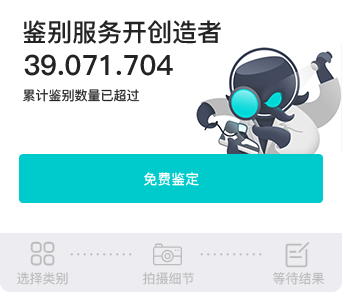 鉴别服务开创造者
39.071.704
累计鉴别数量已超过
免费鉴定
选择类别
拍摄细节
等待结果